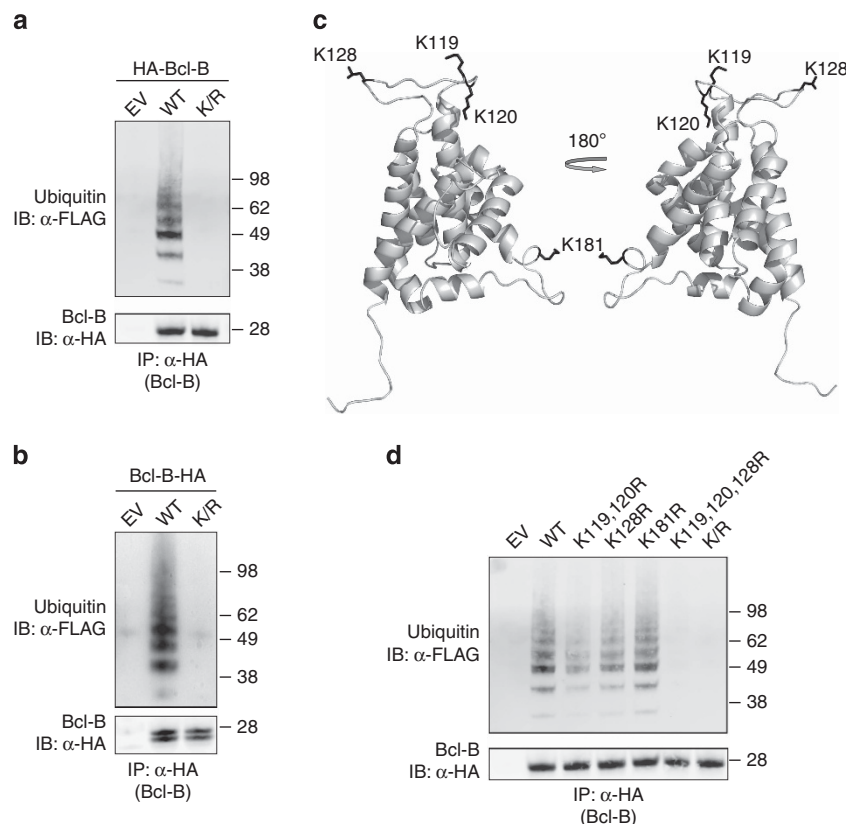 a
HA-Bcl-B
EV WT K/R
Ubiquitin
IB: α-FLAG
98
62
49
38
Bcl-B
IB: α-HA
28
IP: α-HA
(Bcl-B)
b
Bcl-B-HA
EV WT K/R
Ubiquitin
IB: α-FLAG
98
62
49
38
Bcl-B
IB: α-HA
28
IP: α-HA
(Bcl-B)
c
K128
K119
K120
180°
K181
K119
K128
K120
d
EV WT K119,120R K128R K181R K119,120,128R K/R
Ubiquitin
IB: α-FLAG
98
62
49
38
Bcl-B
IB: α-HA
28
IP: α-HA
(Bcl-B)